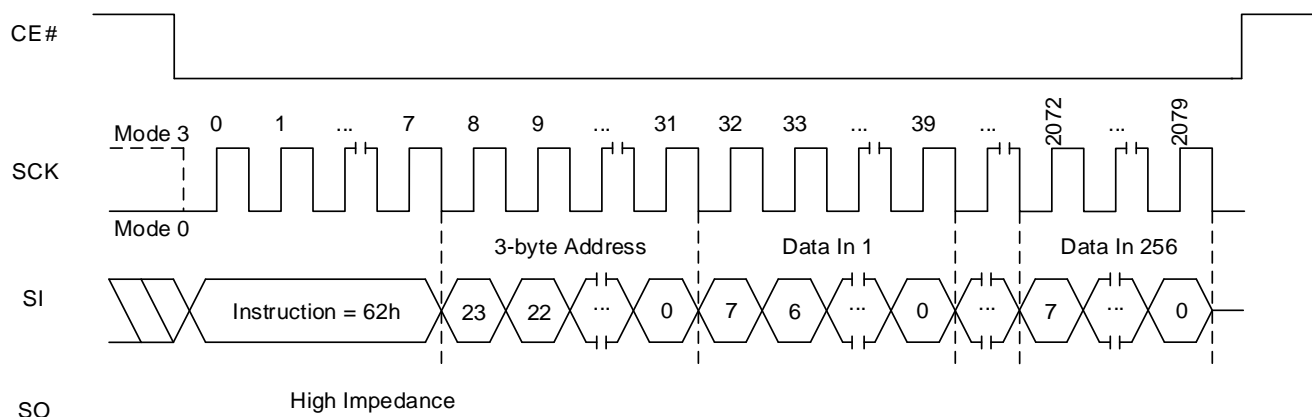 CE#
SCK
Mode 3
0 1 ... 7 8 9 ... 31 32 33 ... 39 ... 2072 ... 2079
Mode 0
3-byte Address Data In 1 Data In 256
SI
Instruction = 62h 23 22 ... 0 7 6 ... 0 ... 7 ... 0
SO
High Impedance